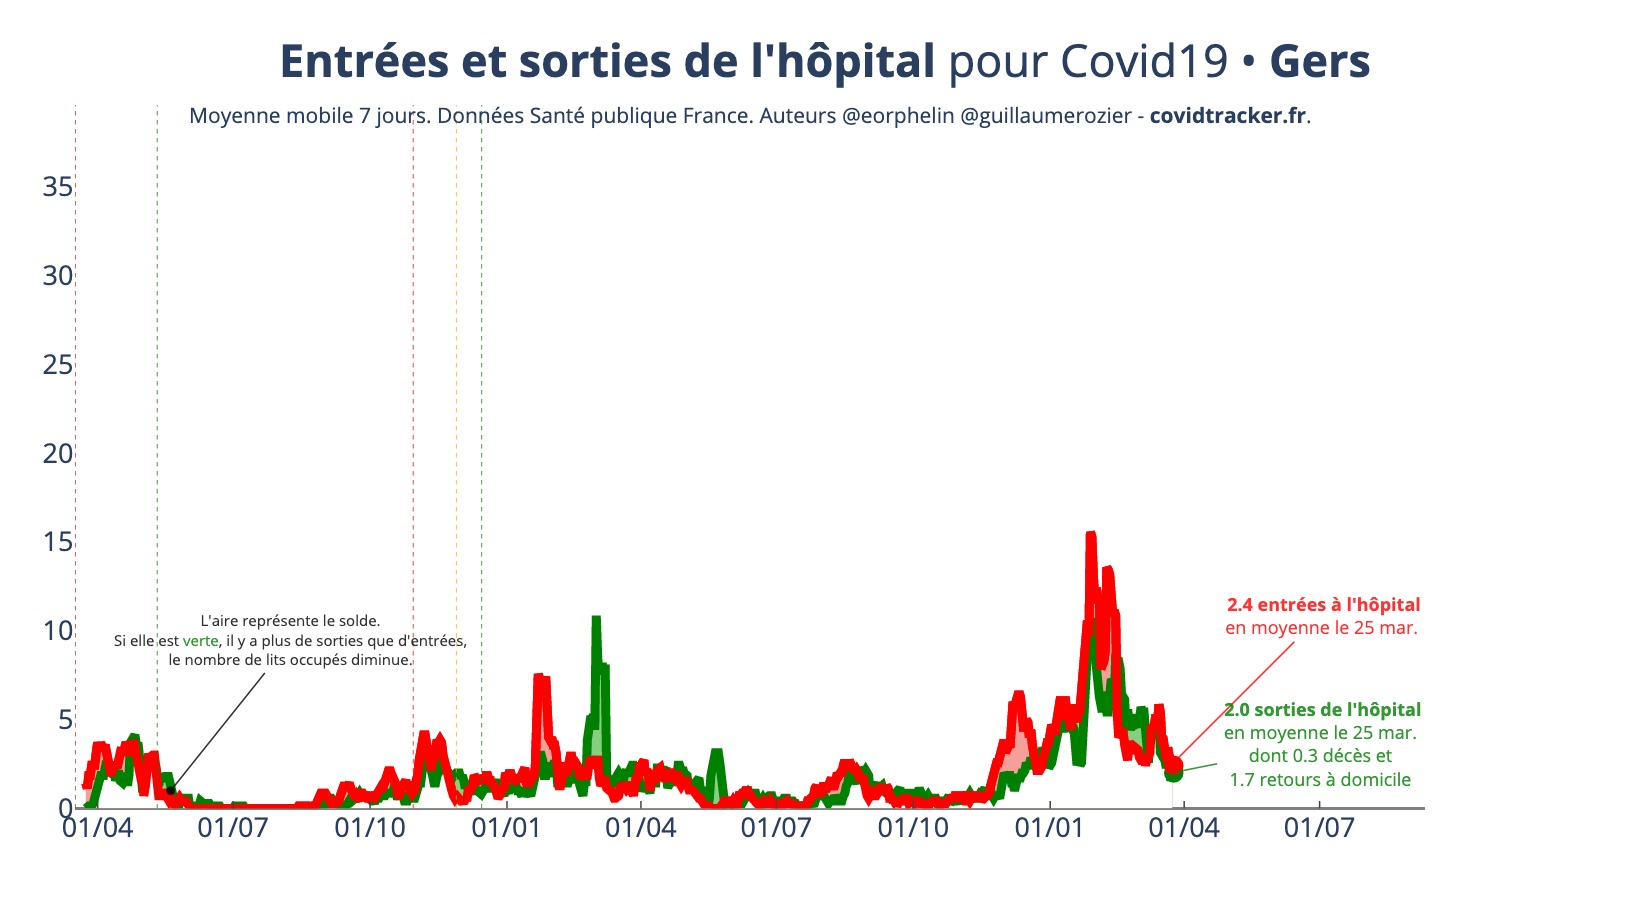 Entrées et sorties de l'hôpital pour Covid19 • Gers
Moyenne mobile 7 jours. Données Santé publique France. Auteurs @eorphelin @guillaumerozier - covidtracker.fr.
35
30
25
20
15
10
5
0
L'aire représente le solde.
Si elle est verte, il y a plus de sorties que d'entrées,
le nombre de lits occupés diminue.
2.4 entrées à l'hôpital
en moyenne le 25 mar.
2.0 sorties de l'hôpital
en moyenne le 25 mar.
dont 0.3 décès et
1.7 retours à domicile
01/04 01/07 01/10 01/01 01/04 01/07 01/10 01/01 01/04 01/07